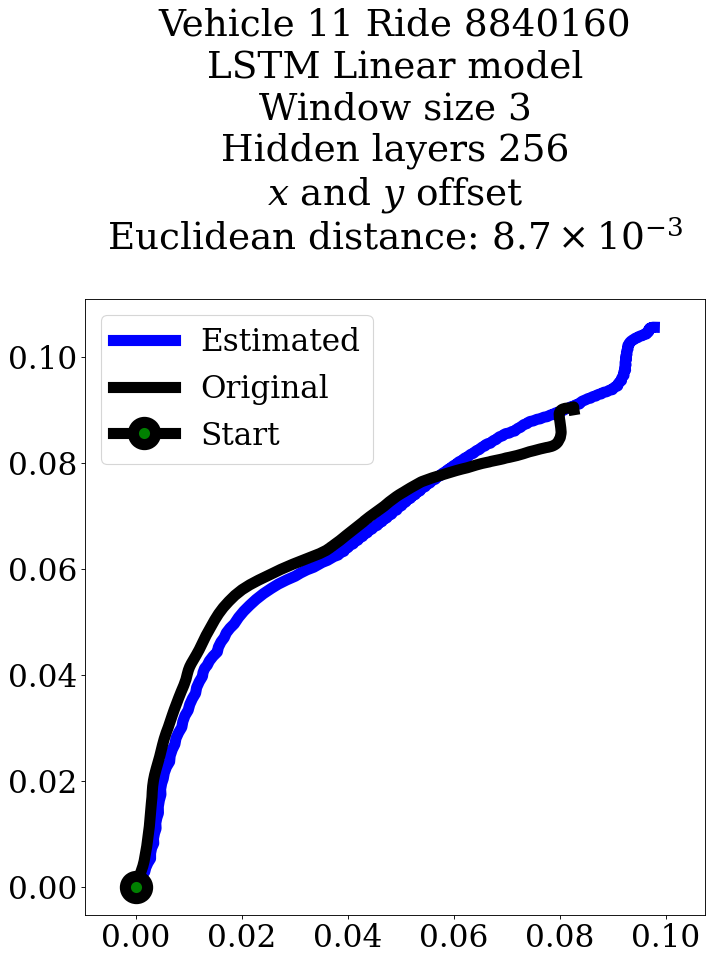 Vehicle 11 Ride 8840160
LSTM Linear model
Window size 3
Hidden layers 256
x and y offset
Euclidean distance: 8.7 × 10⁻³
Estimated
Original
Start
0.10
0.08
0.06
0.04
0.02
0.00
0.00 0.02 0.04 0.06 0.08 0.10